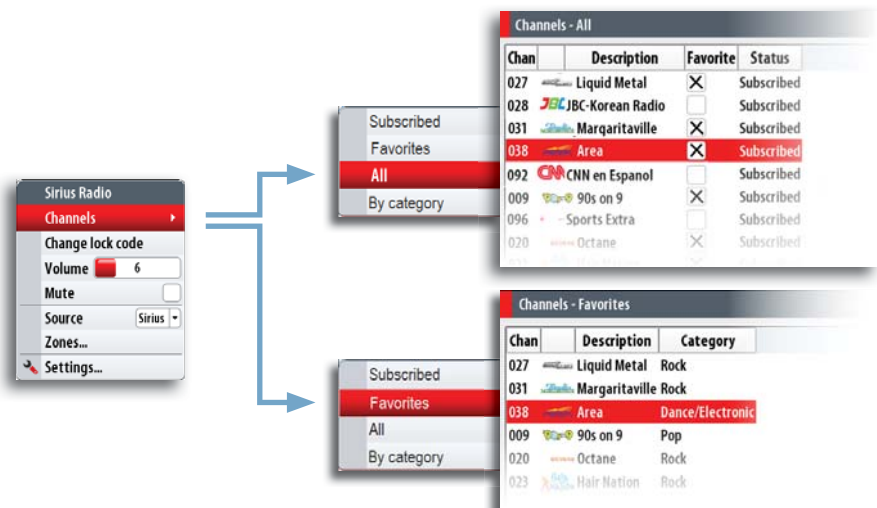 Sirius Radio
Channels
Change lock code
Volume 6
Mute
Source Sirius
Zones...
Settings...
Subscribed
Favorites
All
By category
Channels - All
Chan Description Favorite Status
027 Liquid Metal Subscribed
028 JBC JBC-Korean Radio Subscribed
031 Margaritaville Subscribed
038 Area Subscribed
092 CNN CNN en Espanol Subscribed
009 90s on 9 Subscribed
096 - Sports Extra Subscribed
020 Octane Subscribed
Hair Nation
Subscribed
Favorites
All
By category
Channels - Favorites
Chan Description Category
027 Liquid Metal Rock
031 Margaritaville Rock
038 Area Dance/Electronic
009 90s on 9 Pop
020 Octane Rock
023 Hair Nation Rock